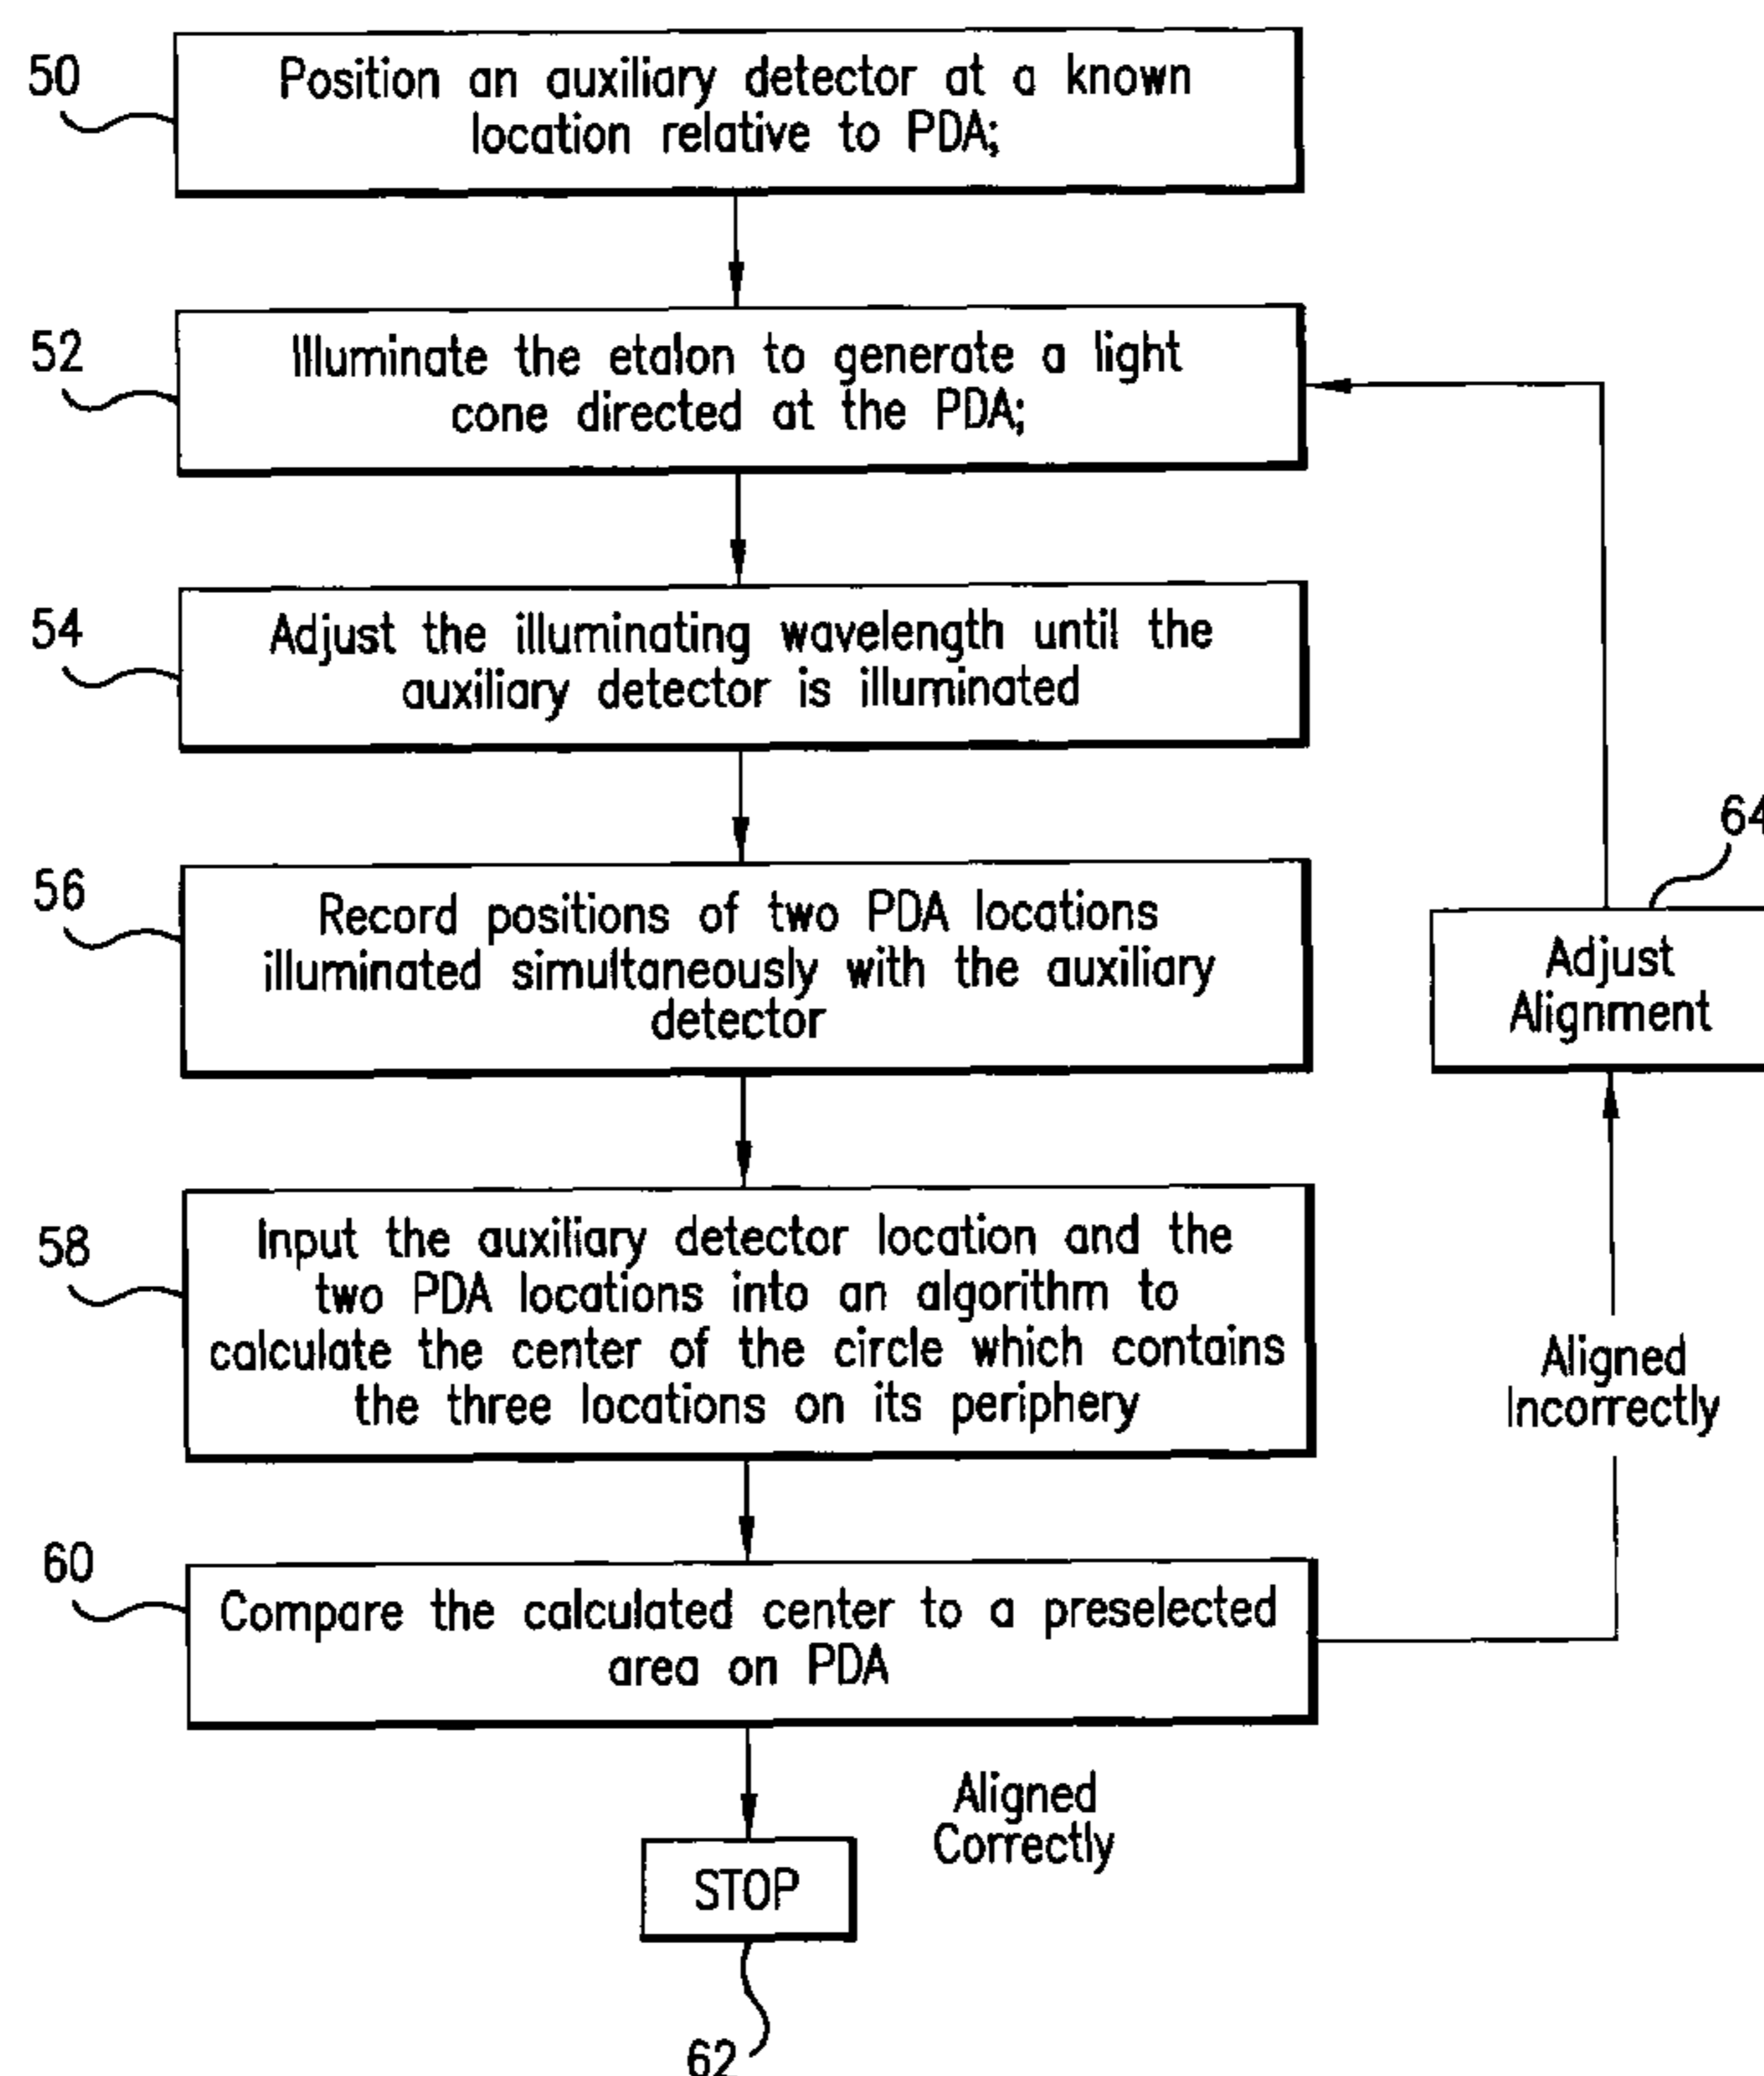 50
Position an auxiliary detector at a known
location relative to PDA;
52
Illuminate the etalon to generate a light
cone directed at the PDA;
54
Adjust the illuminating wavelength until the
auxiliary detector is illuminated
56
Record positions of two PDA locations
illuminated simultaneously with the auxiliary
detector
64
Adjust
Alignment
58
Input the auxiliary detector location and the
two PDA locations into an algorithm to
calculate the center of the circle which contains
the three locations on its periphery
Aligned
Incorrectly
60
Compare the calculated center to a preselected
area on PDA
Aligned
Correctly
STOP
62